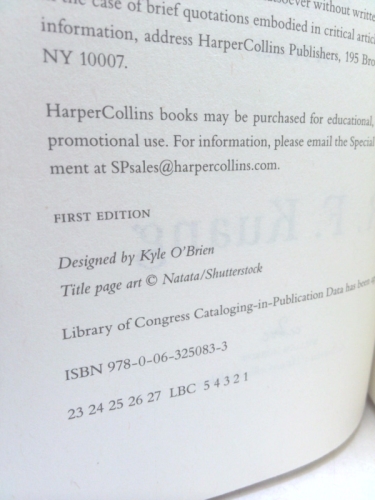 the case of brief quotations embodied in critical
information, address HarperCollins Publishers, 195
NY 10007.
HarperCollins books may be purchased for educational,
promotional use. For information, please email the Special
ment at SPsales@harpercollins.com.
FIRST EDITION
Designed by Kyle O'Brien
Title page art © Natata/Shutterstock
Library of Congress Cataloging-in-Publication Data has been
ISBN 978-0-06-325083-3
23 24 25 26 27 LBC 5 4 3 2 1
F. Kuang